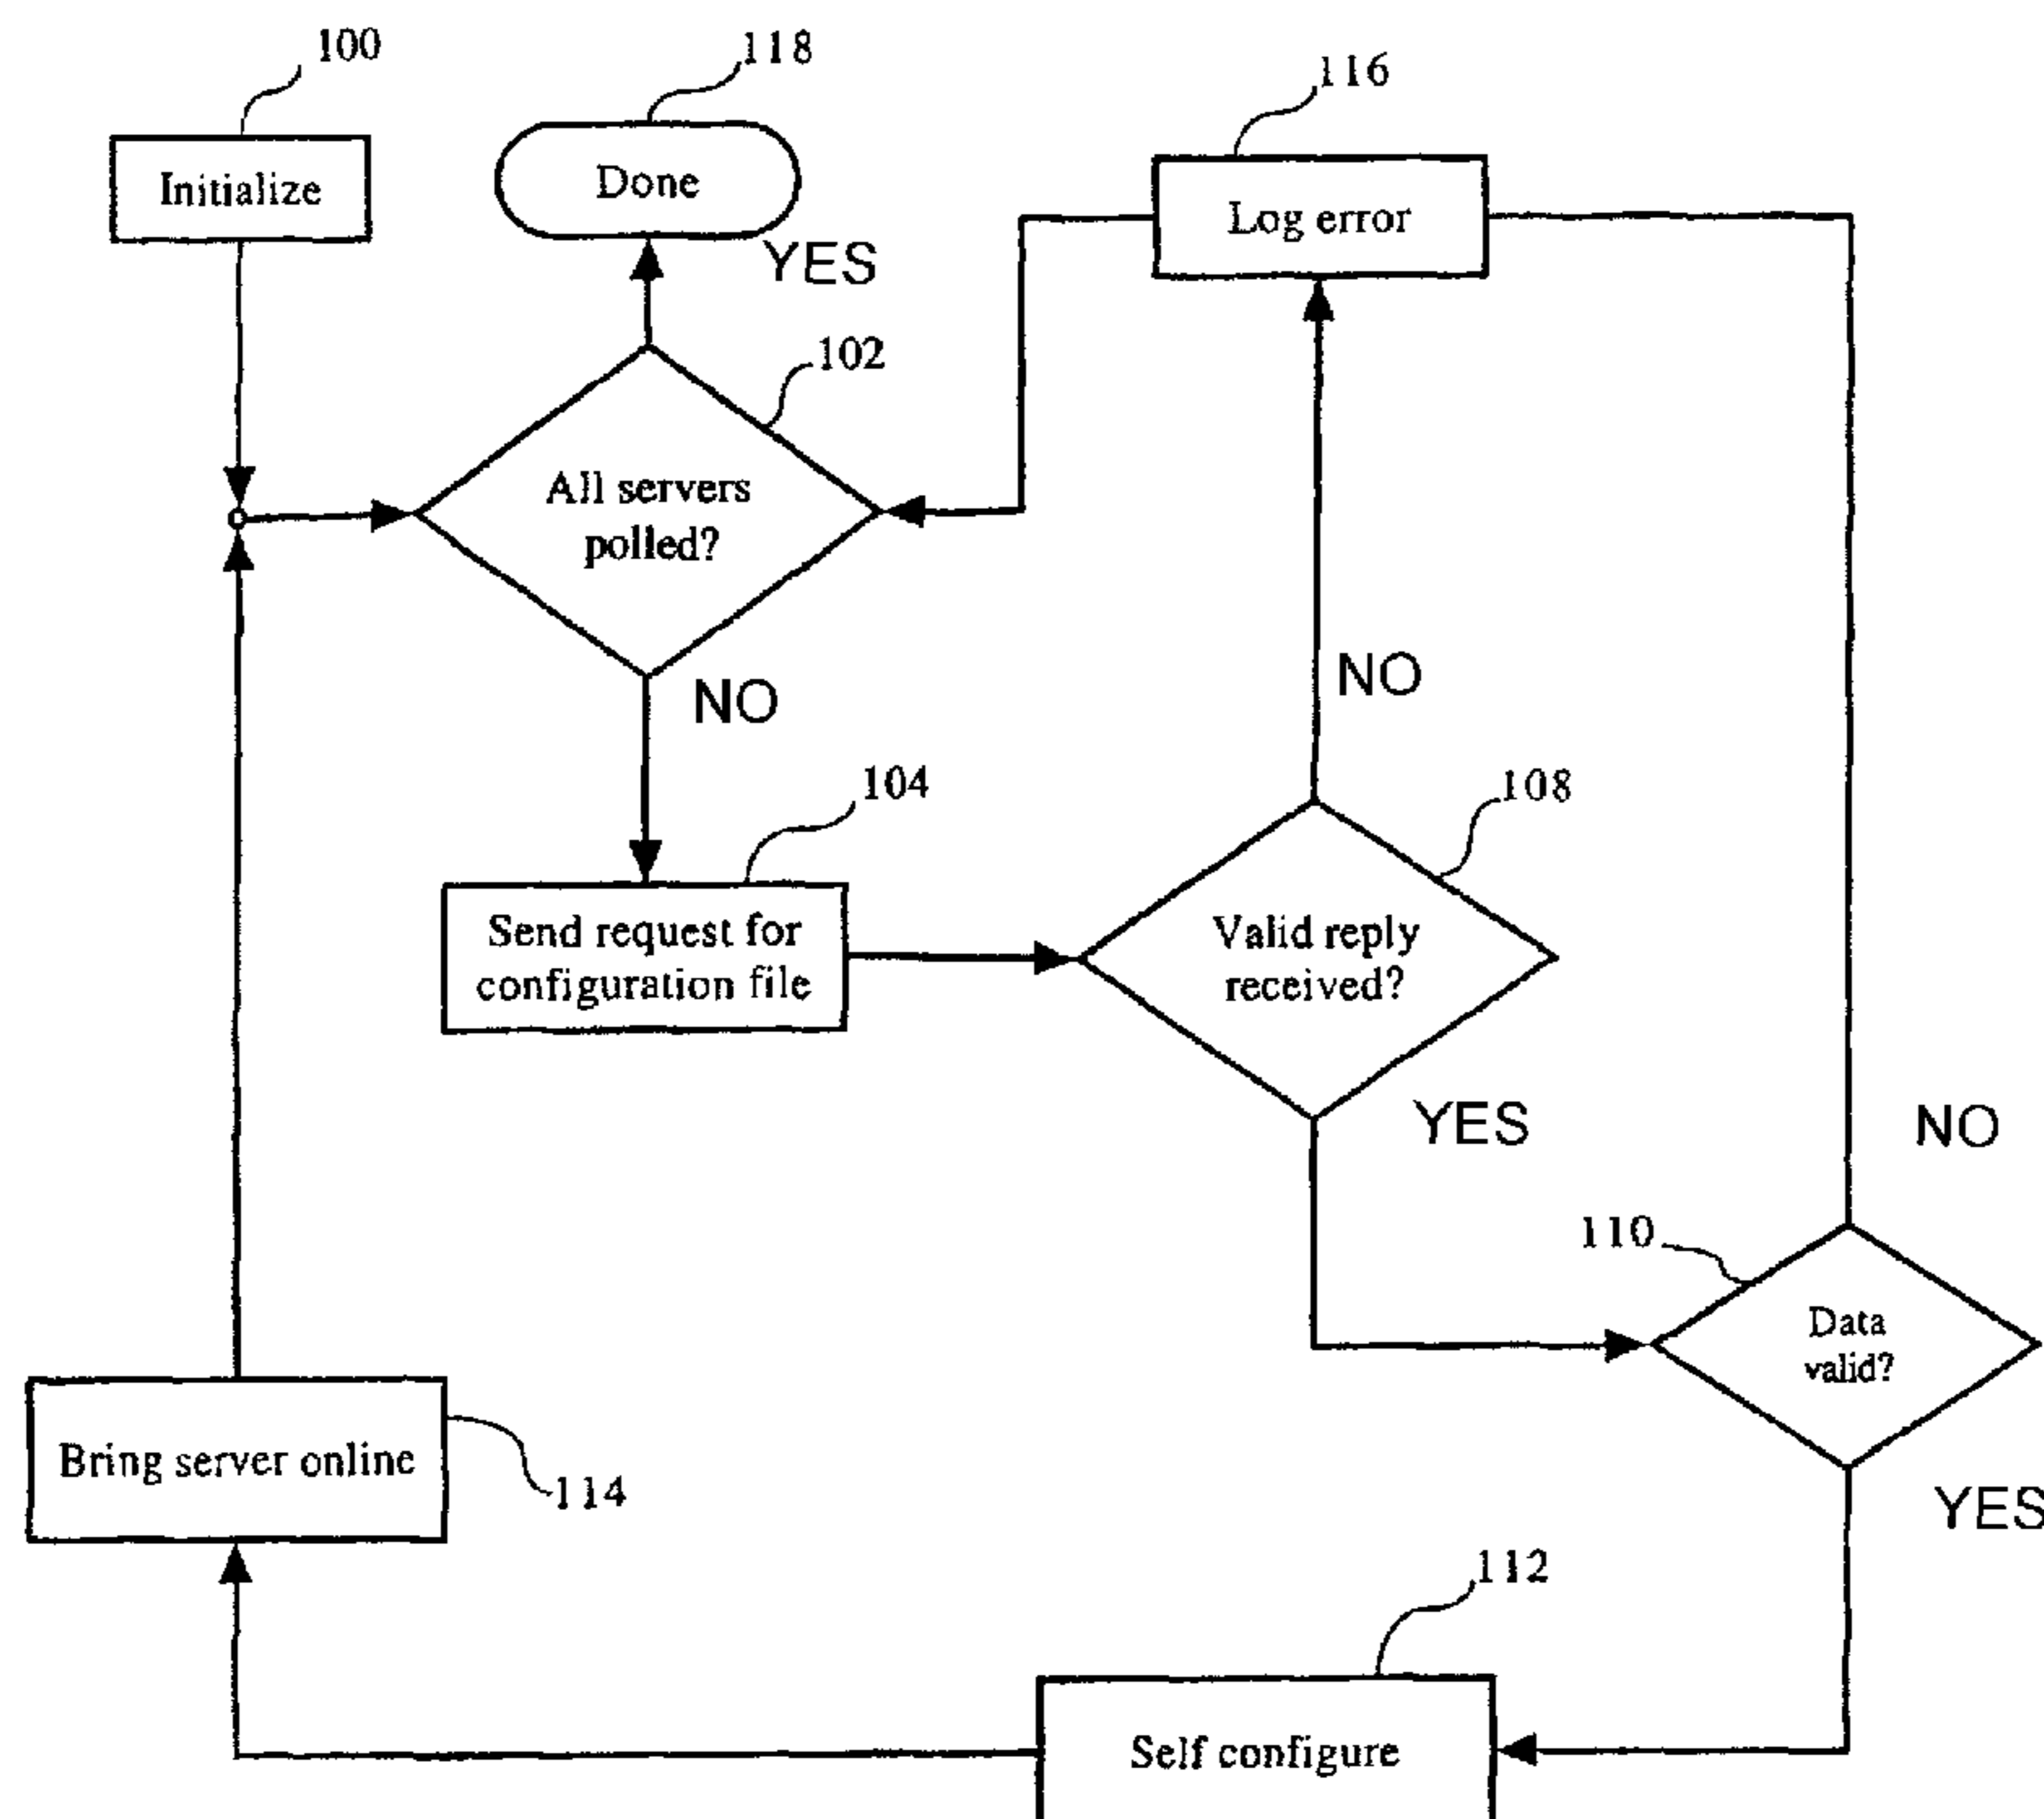 100
118
116
Initialize
Done
Log error
YES
102
All servers
polled?
NO
NO
104
108
Send request for
configuration file
Valid reply
received?
YES
NO
110
Data
valid?
Bring server online
114
YES
112
Self configure